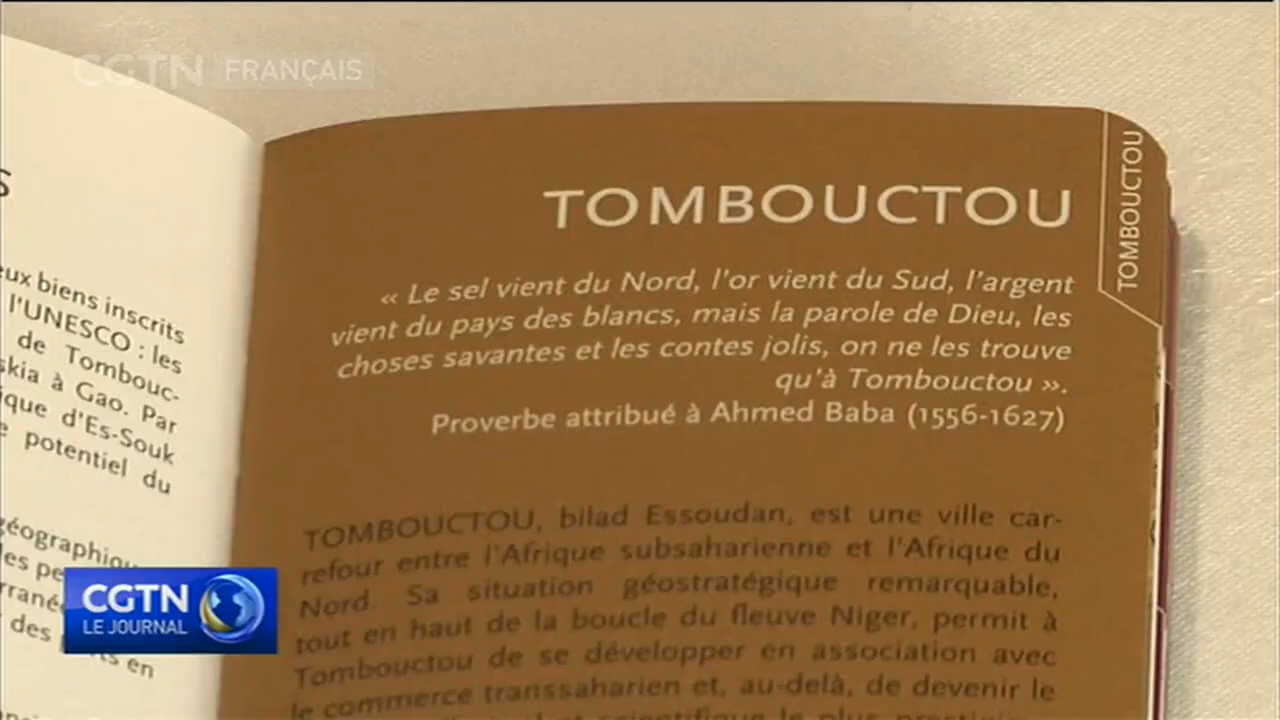 CGTN FRANÇAIS
eux biens inscrits
l'UNESCO : les
de Tombouc-
skia à Gao. Par
ique d'Es-Souk
potentiel du
géographiqu
des
en
TOMBOUCTOU
TOMBOUCTOU
« Le sel vient du Nord, l'or vient du Sud, l'argent
vient du pays des blancs, mais la parole de Dieu, les
choses savantes et les contes jolis, on ne les trouve
qu'à Tombouctou ».
Proverbe attribué à Ahmed Baba (1556-1627)
TOMBOUCTOU, bilad Essoudan, est une ville car-
refour entre l'Afrique subsaharienne et l'Afrique du
Nord. Sa situation géostratégique remarquable,
tout en haut de la boucle du fleuve Niger, permit à
Tombouctou de se développer en association avec
le commerce transsaharien et, au-delà, de devenir le
CGTN
LE JOURNAL